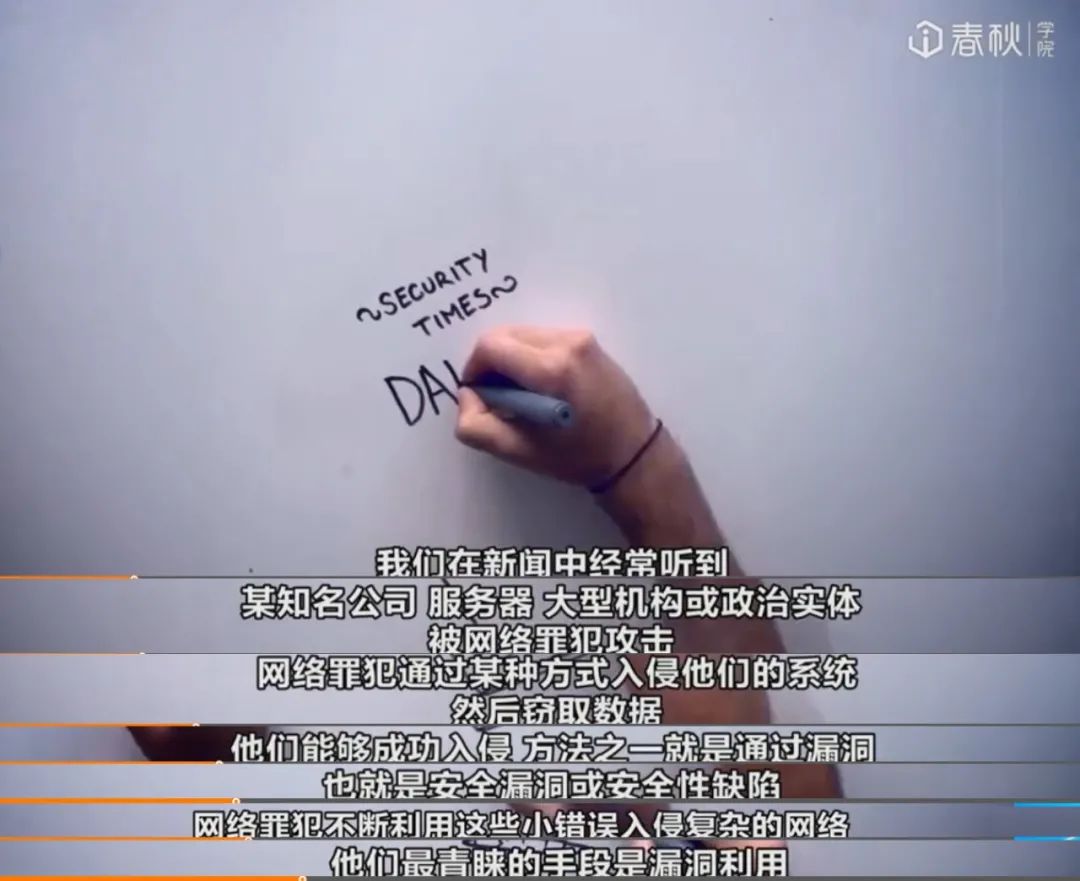 春秋
学院
~SECURITY
TIMES~
我们在新闻中经常听到
某知名公司 服务器 大型机构或政治实体
被网络罪犯攻击
网络罪犯通过某种方式入侵他们的系统
然后窃取数据
他们能够成功入侵 方法之一就是通过漏洞
也就是安全漏洞或安全性缺陷
网络罪犯不断利用这些小错误入侵复杂的网络
他们最青睐的手段是漏洞利用